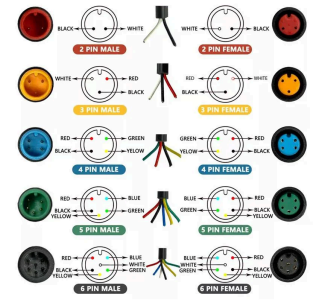 BLACK WHITE BLACK WHITE
2 PIN MALE 2 PIN FEMALE
WHITE RED RED WHITE
BLACK BLACK
3 PIN MALE 3 PIN FEMALE
RED GREEN GREEN RED
BLACK YELLOW YELLOW BLACK
4 PIN MALE 4 PIN FEMALE
RED BLUE BLUE RED
BLACK GREEN GREEN BLACK
YELLOW YELLOW
5 PIN MALE 5 PIN FEMALE
RED BLUE BLUE RED
BLACK WHITE WHITE BLACK
YELLOW GREEN GREEN YELLOW
6 PIN MALE 6 PIN FEMALE